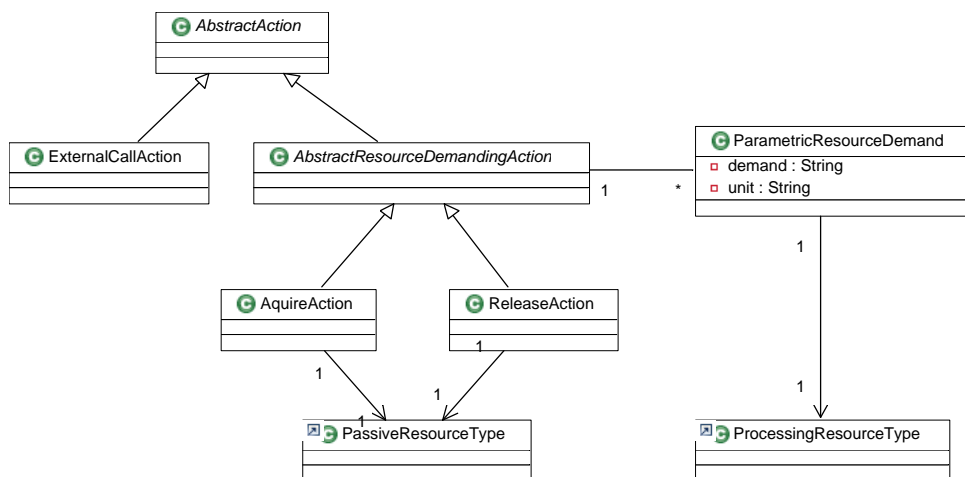 AbstractAction
ExternalCallAction
AbstractResourceDemandingAction
ParametricResourceDemand
demand : String
unit : String
1
*
1
AquireAction
ReleaseAction
1
1
1
1
1
PassiveResourceType
ProcessingResourceType